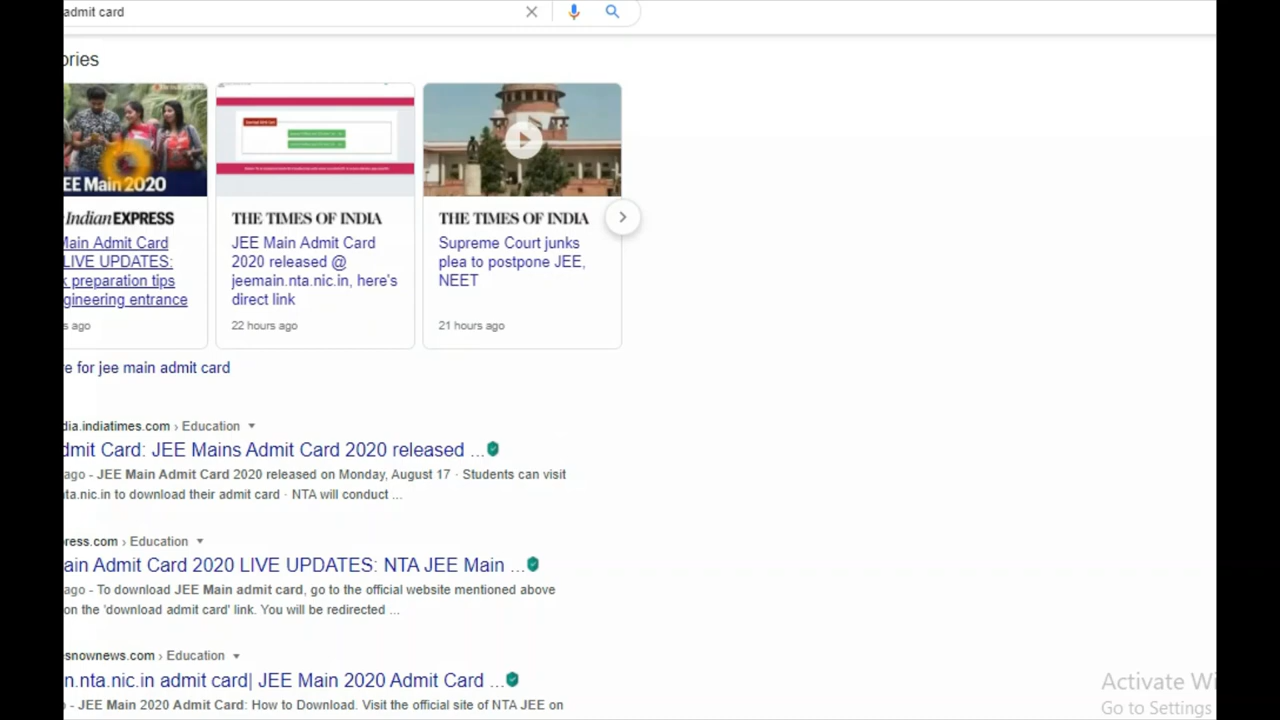 admit card
ories
EE Main 2020
Indian EXPRESS
Main Admit Card
LIVE UPDATES:
k preparation tips
gineering entrance
s ago
THE TIMES OF INDIA
JEE Main Admit Card
2020 released @
jeemain.nta.nic.in, here's
direct link
22 hours ago
THE TIMES OF INDIA
Supreme Court junks
plea to postpone JEE,
NEET
21 hours ago
e for jee main admit card
dia.indiatimes.com › Education
dmit Card: JEE Mains Admit Card 2020 released ...
ago - JEE Main Admit Card 2020 released on Monday, August 17 · Students can visit
nta.nic.in to download their admit card · NTA will conduct ...
press.com › Education
ain Admit Card 2020 LIVE UPDATES: NTA JEE Main ...
ago - To download JEE Main admit card, go to the official website mentioned above
on the 'download admit card' link. You will be redirected ...
esnownews.com › Education
n.nta.nic.in admit card| JEE Main 2020 Admit Card ...
- JEE Main 2020 Admit Card: How to Download. Visit the official site of NTA JEE on
Activate Wi
Go to Settings